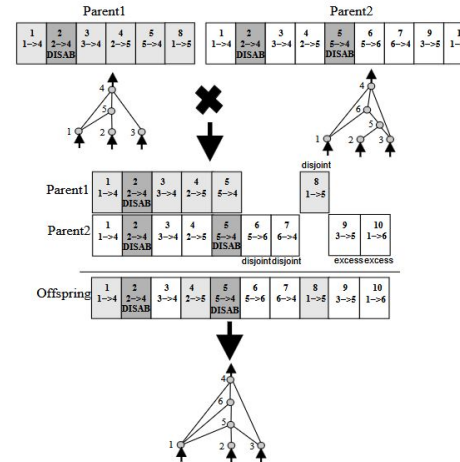 Parent1 Parent2
1 2 3 4 5 8
1->4 2->4 3->4 2->5 5->4 1->5
DISAB
1 2 3 4 5 6 7 9 1
1->4 2->4 3->4 2->5 5->4 5->6 6->4 3->5 1
DISAB DISAB
4
5
1 2 3
4
6
5
1 2 3
disjoint
Parent1
1 2 3 4 5 8
1->4 2->4 3->4 2->5 5->4 1->5
DISAB
Parent2
1 2 3 4 5 6 7 9 10
1->4 2->4 3->4 2->5 5->4 5->6 6->4 3->5 1->6
DISAB DISAB
disjoint disjoint excess excess
Offspring
1 2 3 4 5 6 7 8 9 10
1->4 2->4 3->4 2->5 5->4 5->6 6->4 1->5 3->5 1->6
DISAB DISAB
4
6
5
1 2 3